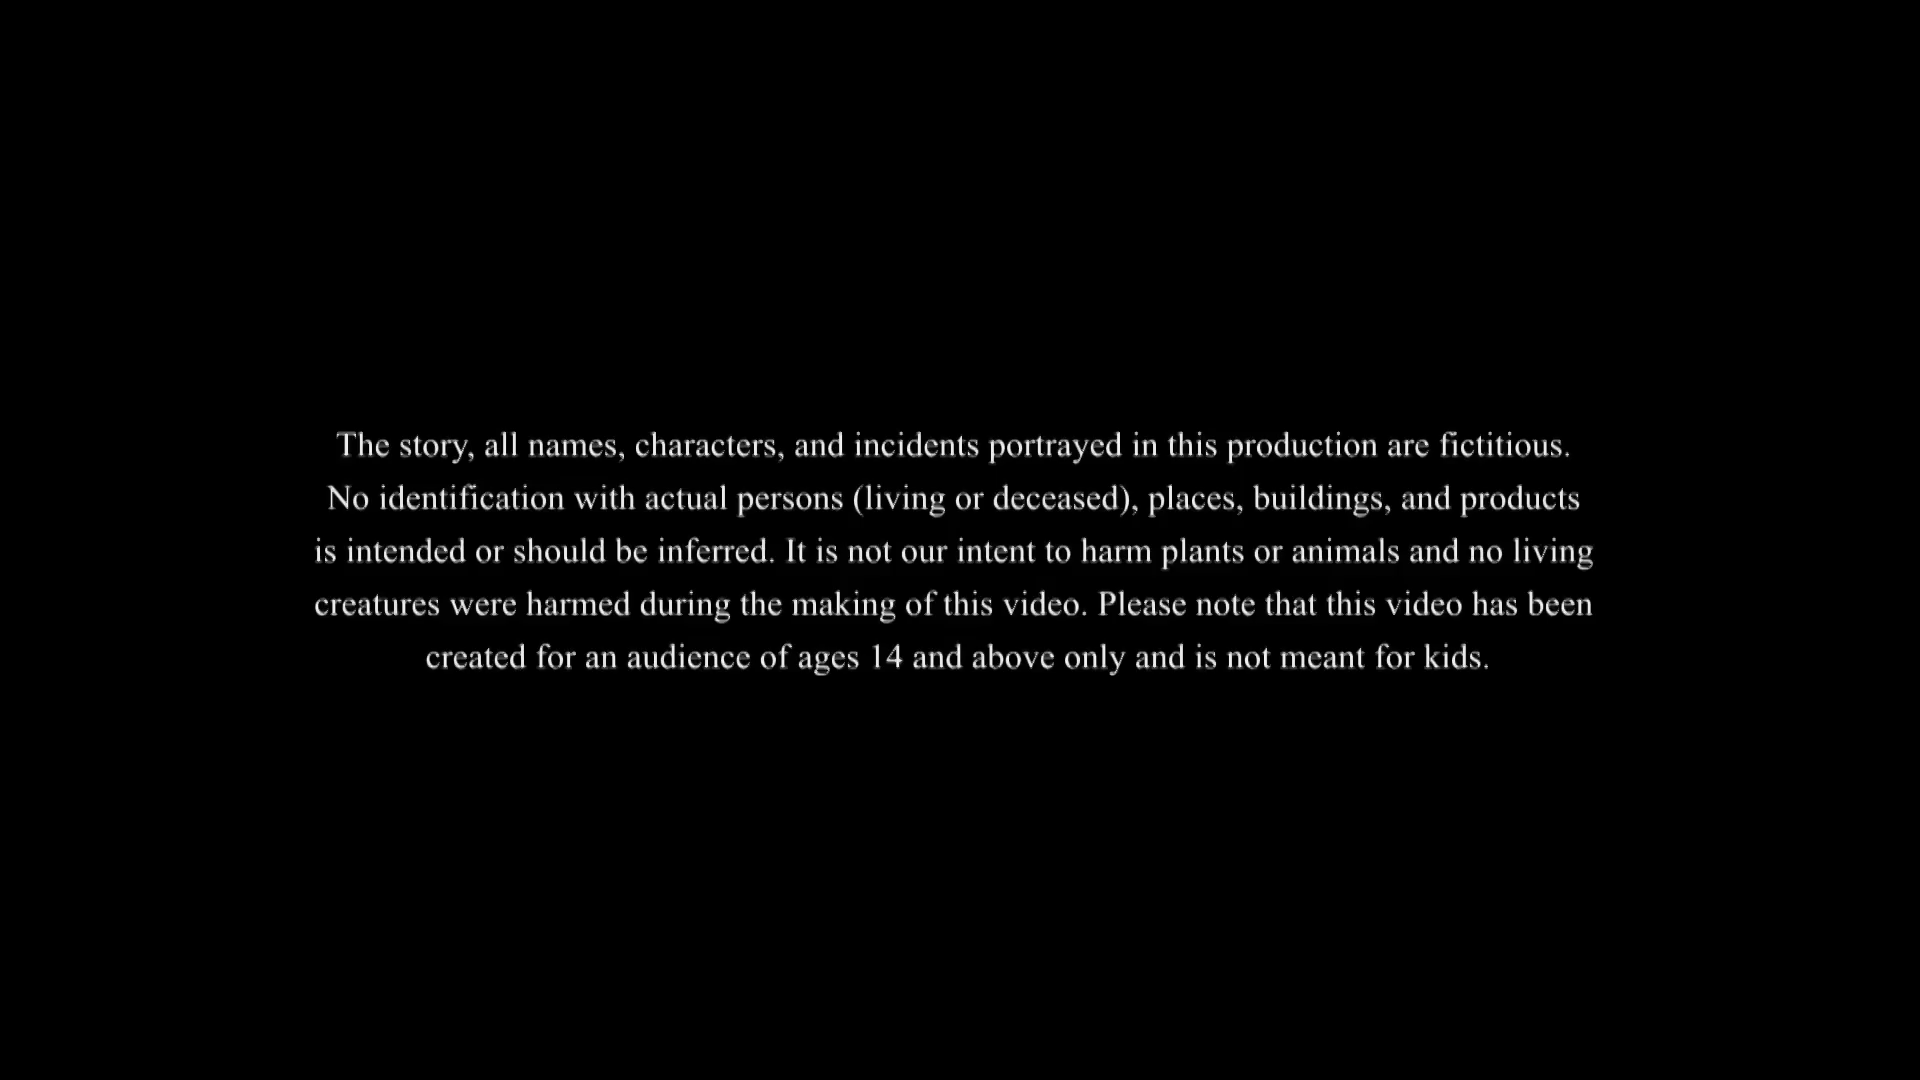 The story, all names, characters, and incidents portrayed in this production are fictitious.
No identification with actual persons (living or deceased), places, buildings, and products
is intended or should be inferred. It is not our intent to harm plants or animals and no living
creatures were harmed during the making of this video. Please note that this video has been
created for an audience of ages 14 and above only and is not meant for kids.